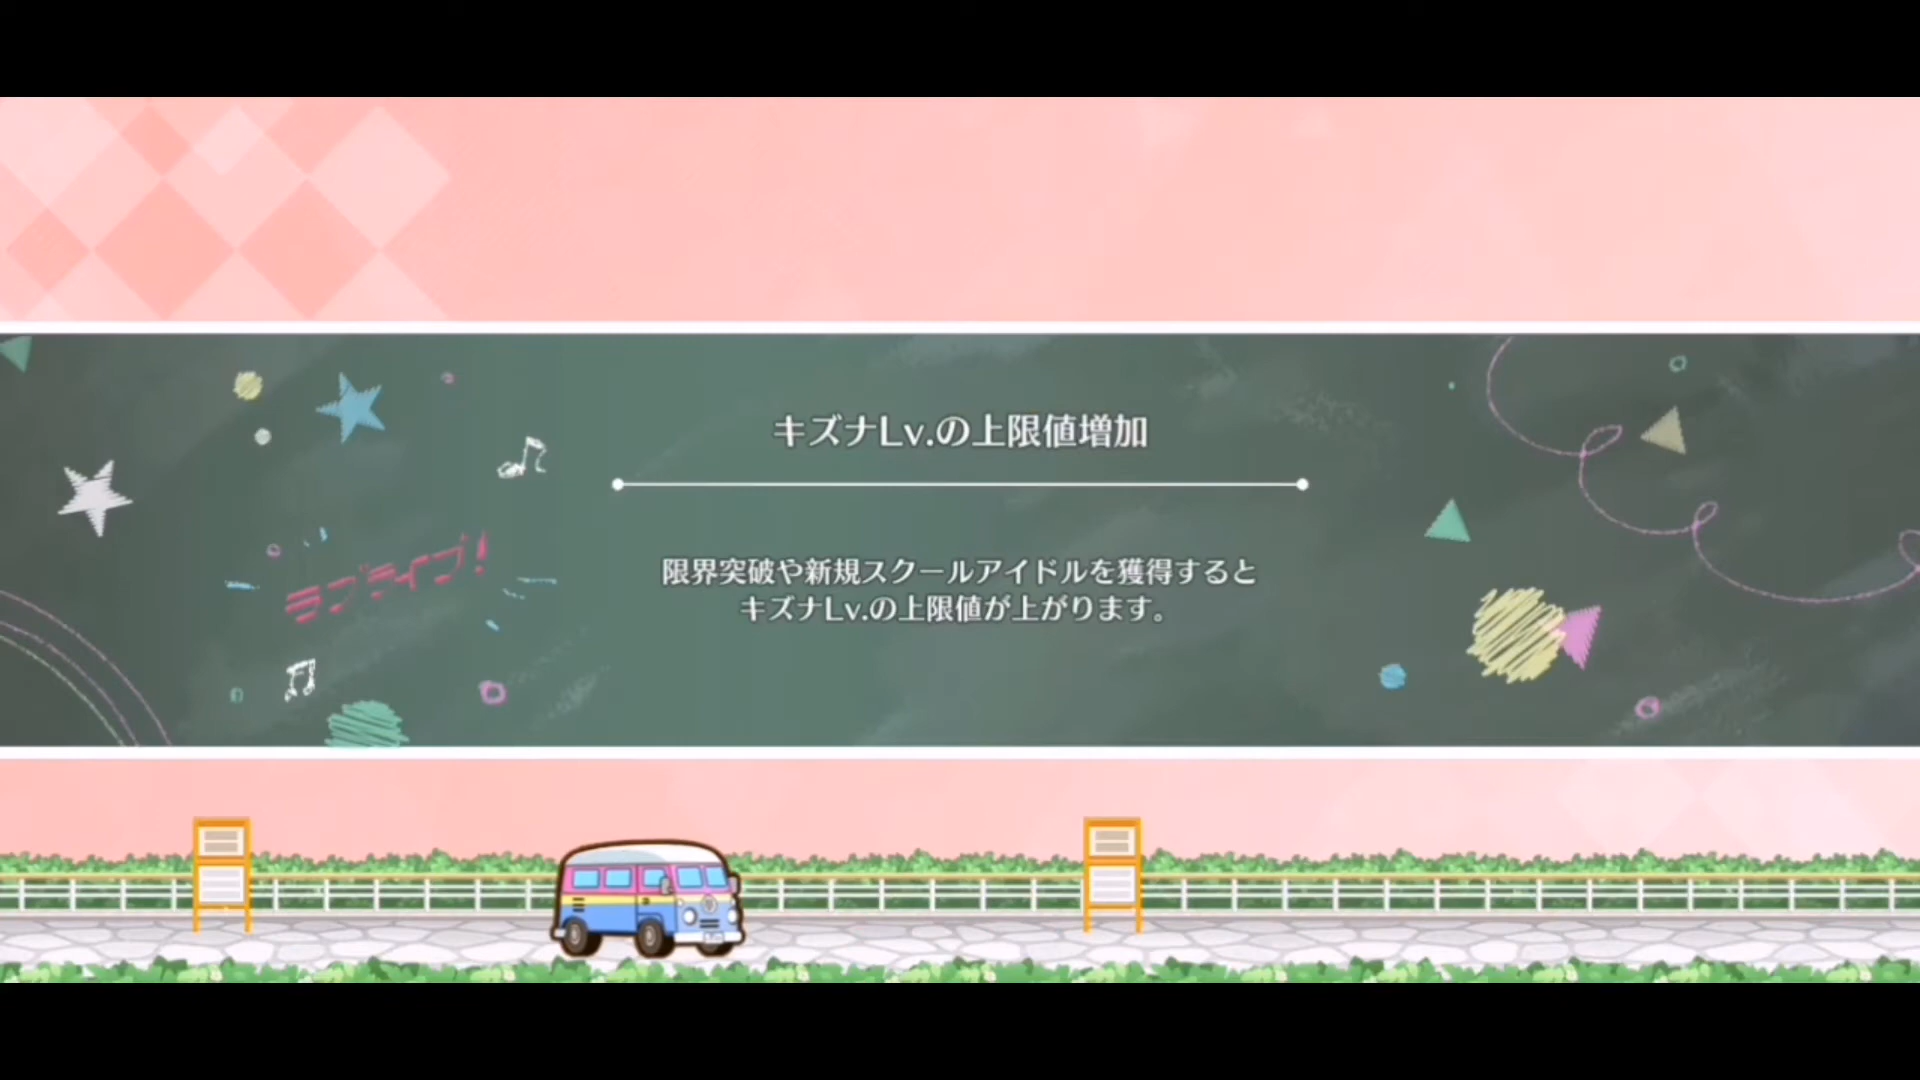 キズナLv.の上限値増加
ラブライブ!
限界突破や新規スクールアイドルを獲得すると
キズナLv.の上限値が上がります。